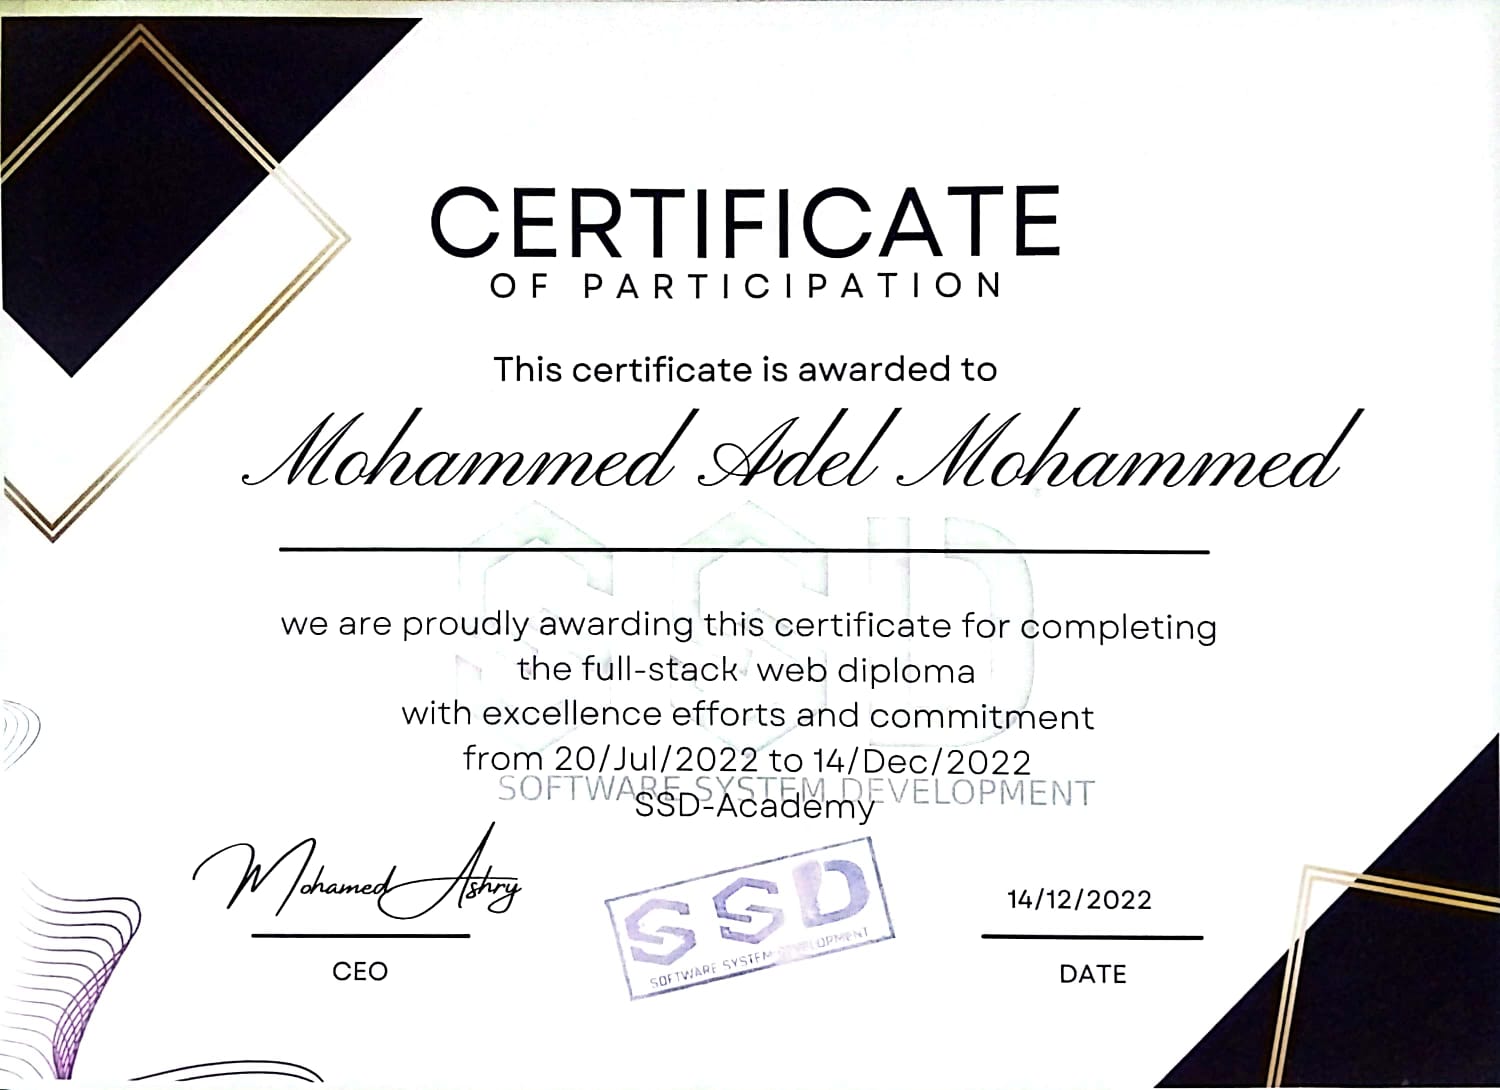 CERTIFICATE
OF PARTICIPATION
This certificate is awarded to
Mohammed Adel Mohammed
SSD
we are proudly awarding this certificate for completing
the full-stack web diploma
with excellence efforts and commitment
from 20/Jul/2022 to 14/Dec/2022
SOFTWARE SYSTEM DEVELOPMENT
SSD-Academy
Mohamed Ashry
CEO
SSD
SOFTWARE SYSTEM DEVELOPMENT
14/12/2022
DATE